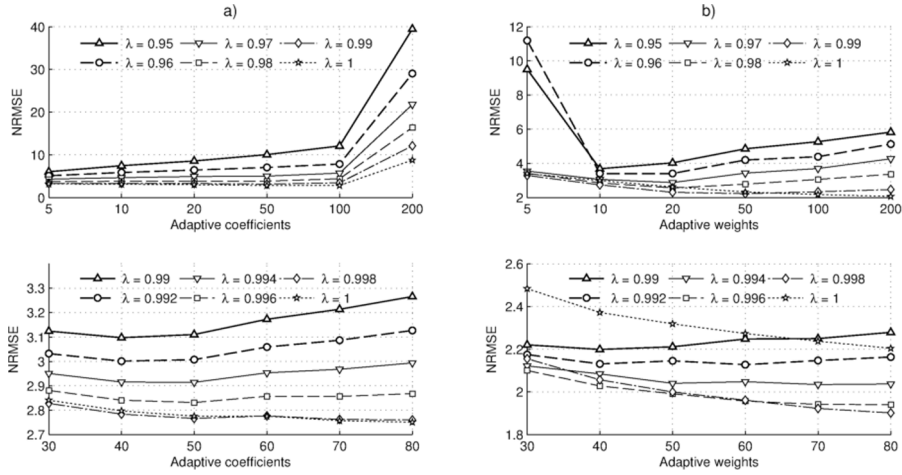 a)
b)
40
30
20
10
0
NRMSE
λ = 0.95
λ = 0.97
λ = 0.99
λ = 0.96
λ = 0.98
λ = 1
5
10
20
50
100
200
Adaptive coefficients
12
10
8
6
4
2
NRMSE
λ = 0.95
λ = 0.97
λ = 0.99
λ = 0.96
λ = 0.98
λ = 1
5
10
20
50
100
200
Adaptive weights
3.3
3.2
3.1
3
2.9
2.8
2.7
NRMSE
λ = 0.99
λ = 0.994
λ = 0.998
λ = 0.992
λ = 0.996
λ = 1
30
40
50
60
70
80
Adaptive coefficients
2.6
2.4
2.2
2
1.8
NRMSE
λ = 0.99
λ = 0.994
λ = 0.998
λ = 0.992
λ = 0.996
λ = 1
30
40
50
60
70
80
Adaptive weights